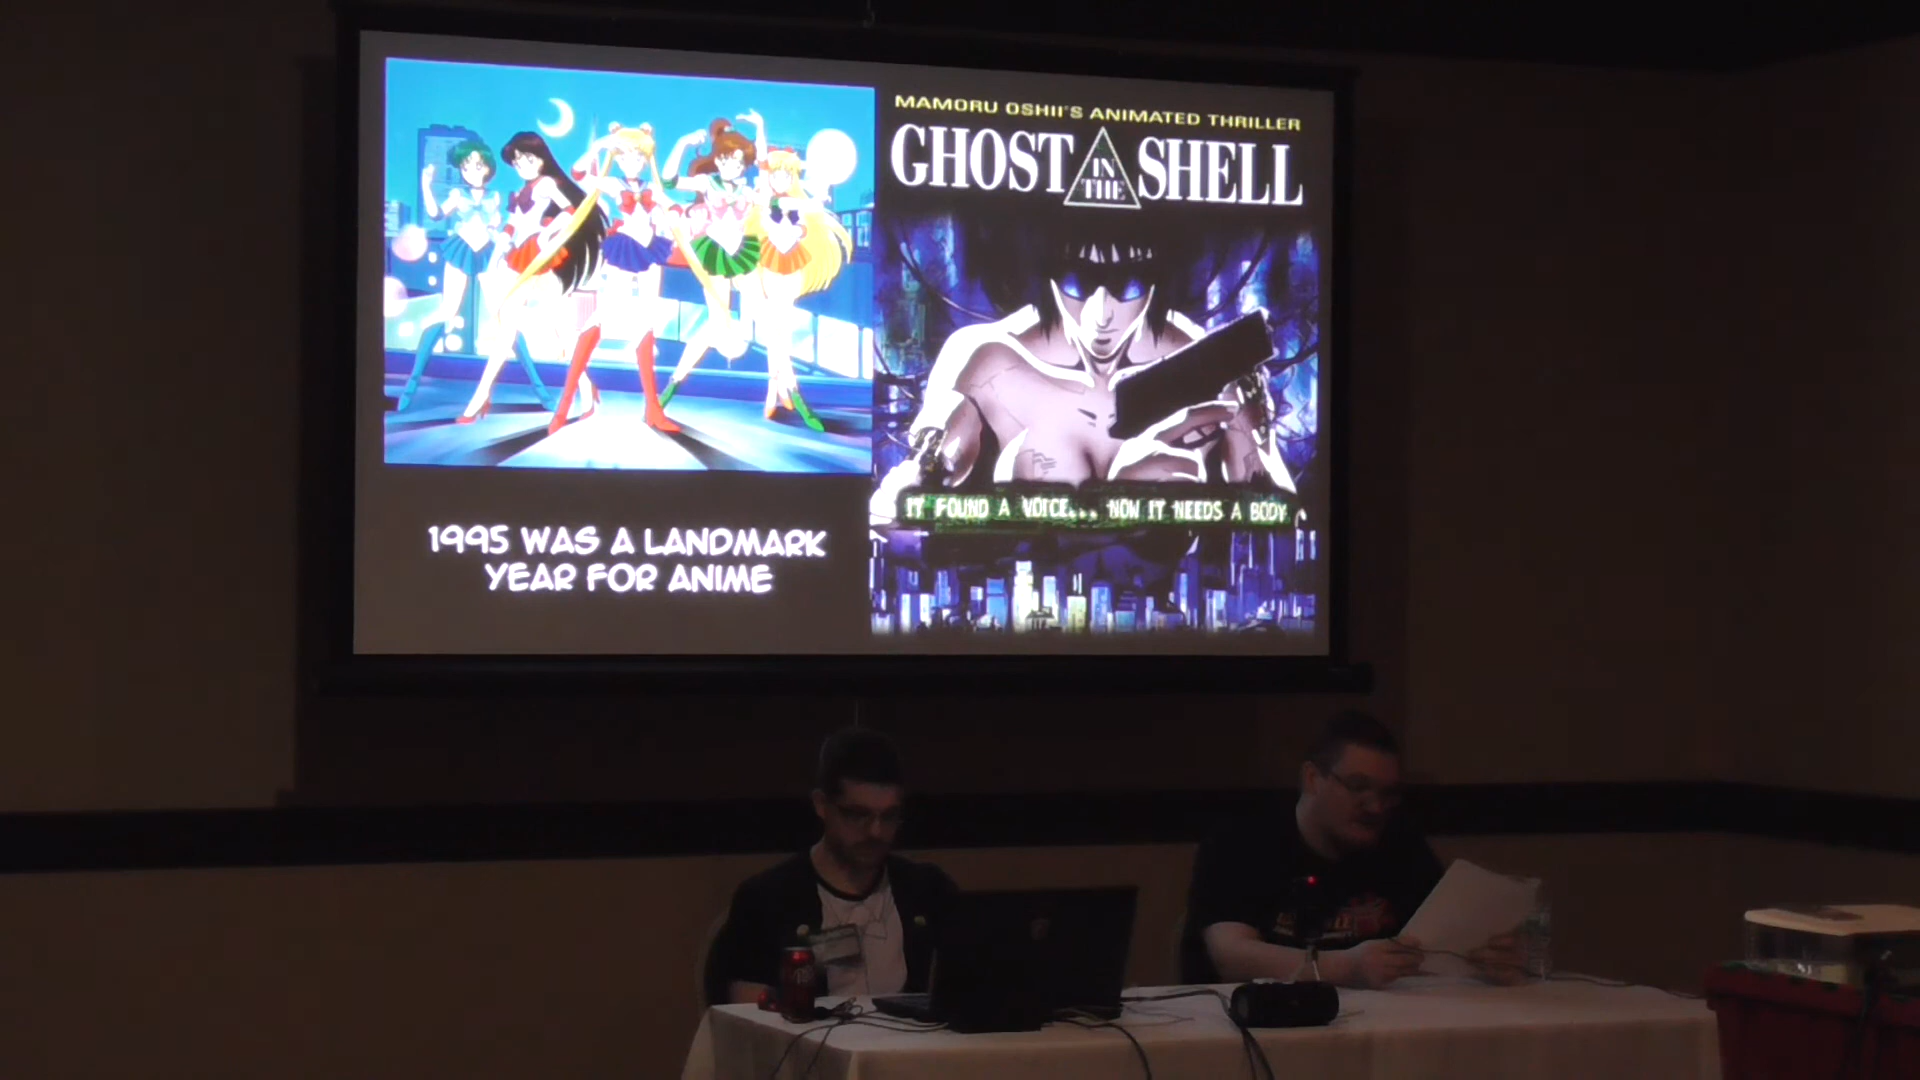 MAMORU OSHII'S ANIMATED THRILLER
GHOST IN THE SHELL
IT FOUND A VOICE... NOW IT NEEDS A BODY
1995 WAS A LANDMARK
YEAR FOR ANIME